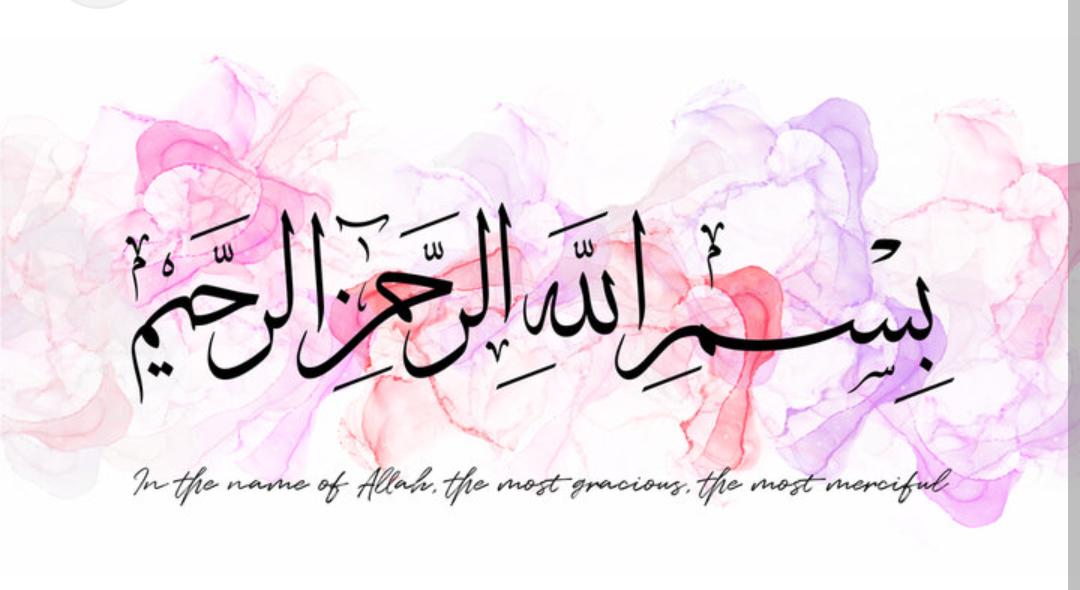 بِسْمِ اللَّهِ الرَّحْمَٰنِ الرَّحِيمِ
In the name of Allah, the most gracious, the most merciful